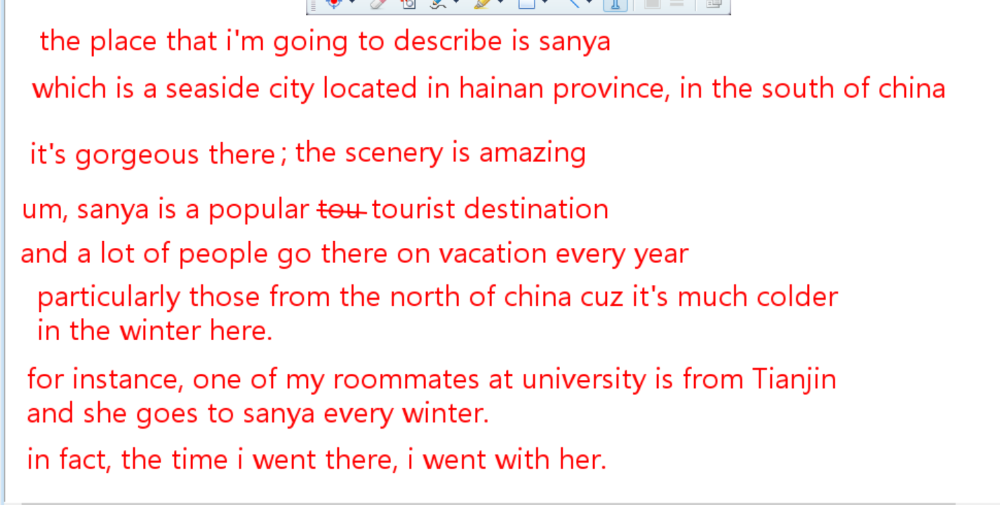 the place that i'm going to describe is sanya
which is a seaside city located in hainan province, in the south of china
it's gorgeous there; the scenery is amazing
um, sanya is a popular tou tourist destination
and a lot of people go there on vacation every year
particularly those from the north of china cuz it's much colder
in the winter here.
for instance, one of my roommates at university is from Tianjin
and she goes to sanya every winter.
in fact, the time i went there, i went with her.